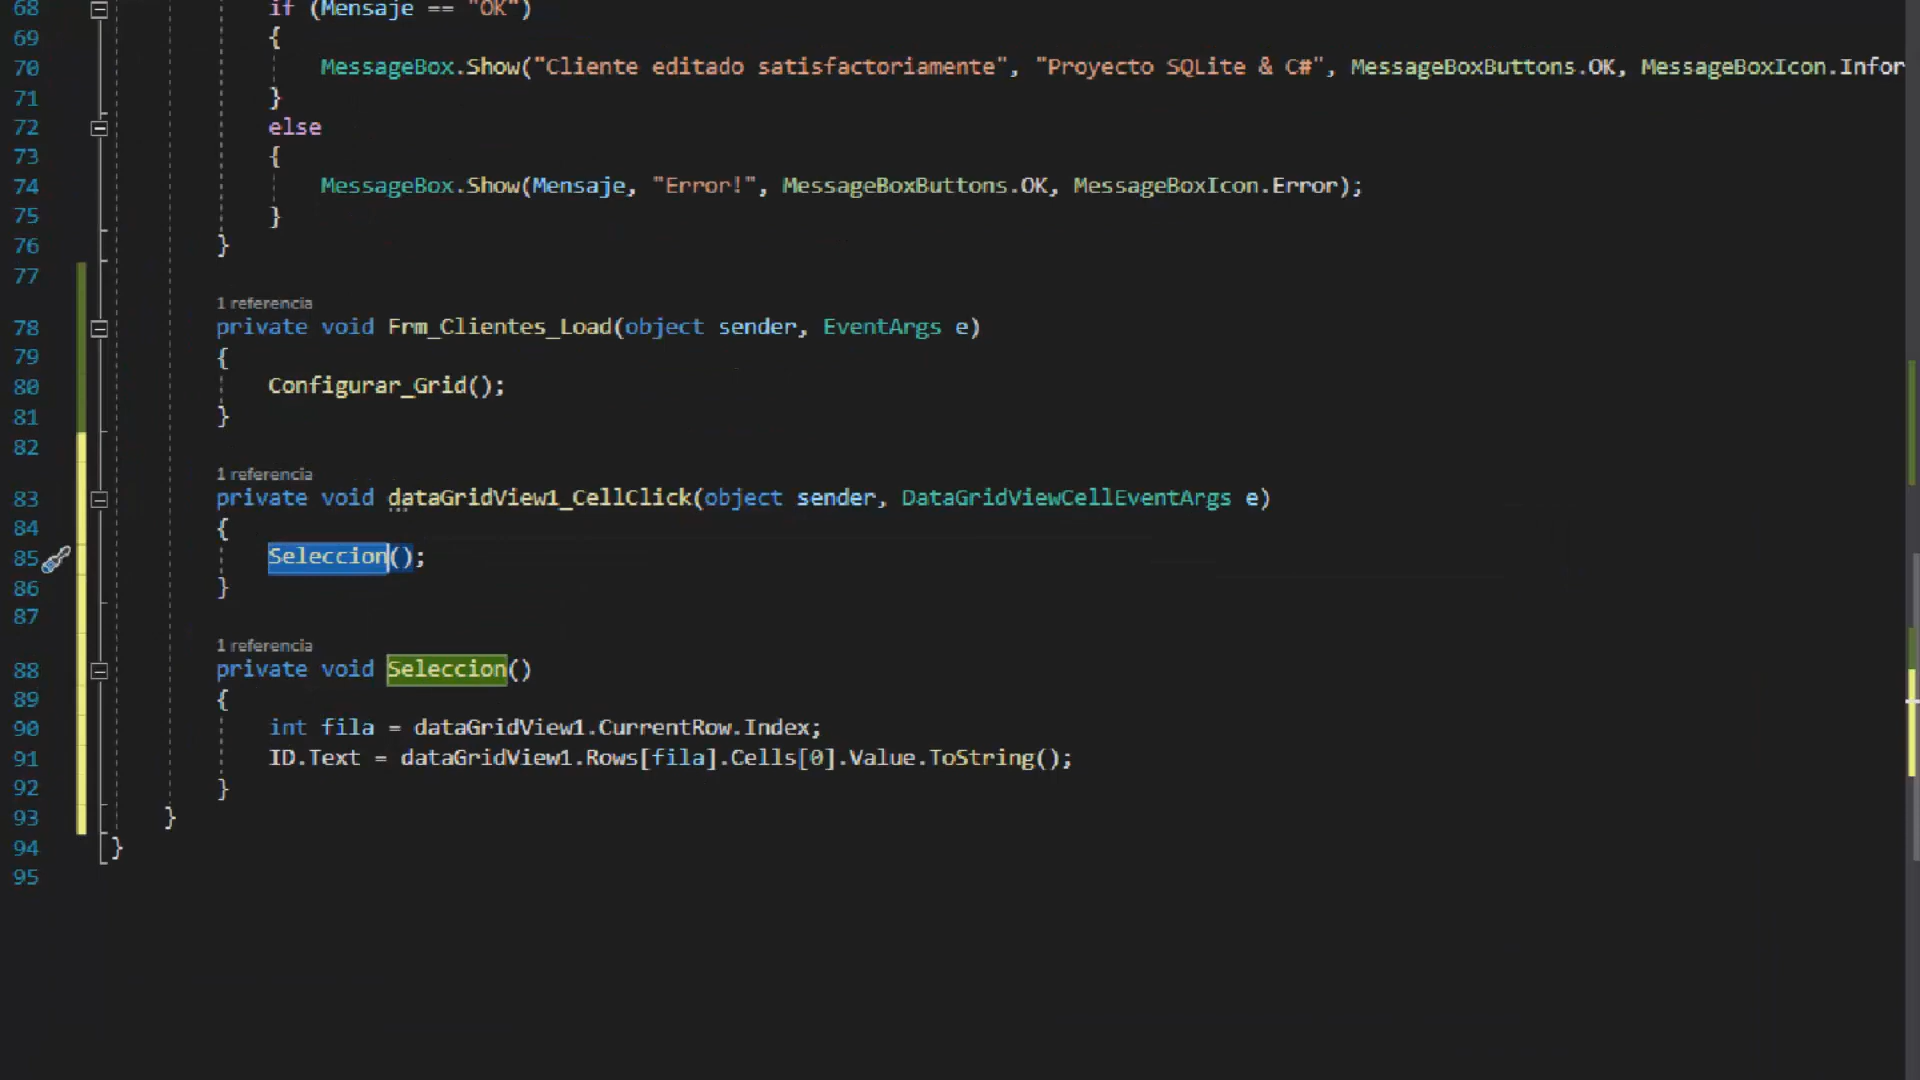 68 if (Mensaje == "OK")
69 {
70 MessageBox.Show("Cliente editado satisfactoriamente", "Proyecto SQLite & C#", MessageBoxButtons.OK, MessageBoxIcon.Infor
71 }
72 else
73 {
74 MessageBox.Show(Mensaje, "Error!", MessageBoxButtons.OK, MessageBoxIcon.Error);
75 }
76 }
77
1 referencia
78 private void Frm_Clientes_Load(object sender, EventArgs e)
79 {
80 Configurar_Grid();
81 }
82
1 referencia
83 private void dataGridView1_CellClick(object sender, DataGridViewCellEventArgs e)
84 {
85 Seleccion();
86 }
87
1 referencia
88 private void Seleccion()
89 {
90 int fila = dataGridView1.CurrentRow.Index;
91 ID.Text = dataGridView1.Rows[fila].Cells[0].Value.ToString();
92 }
93 }
94 }
95